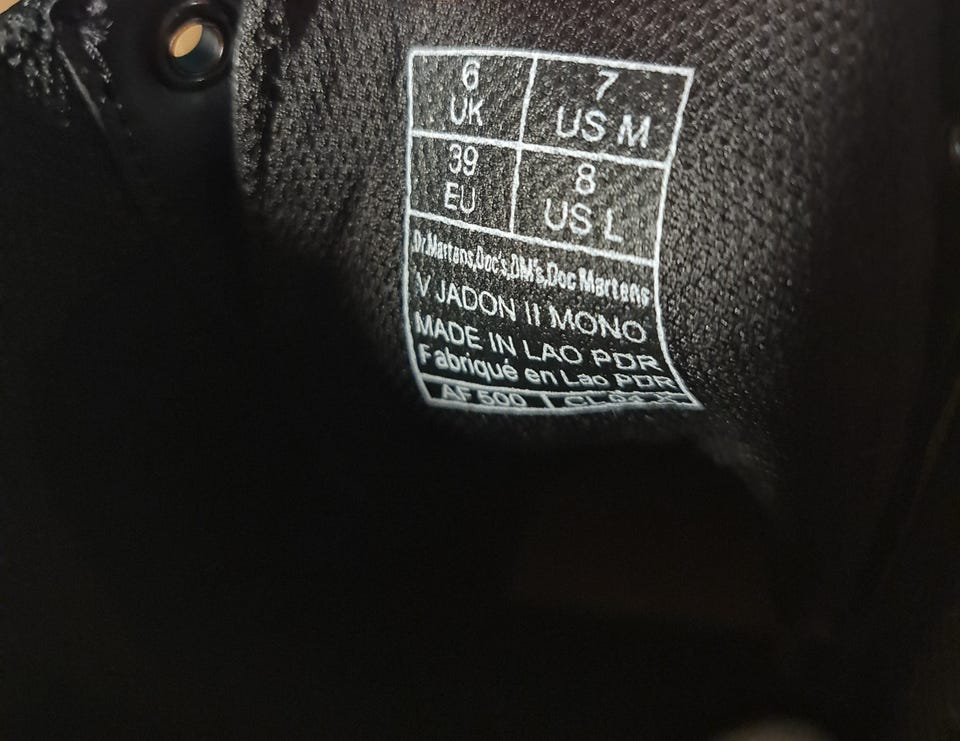 6 7
UK US M
39 8
EU US L
Dr.Martens,Doc's,DM's,Doc Martens
V JADON II MONO
MADE IN LAO PDR
Fabriqué en Lao PDR
AF 500